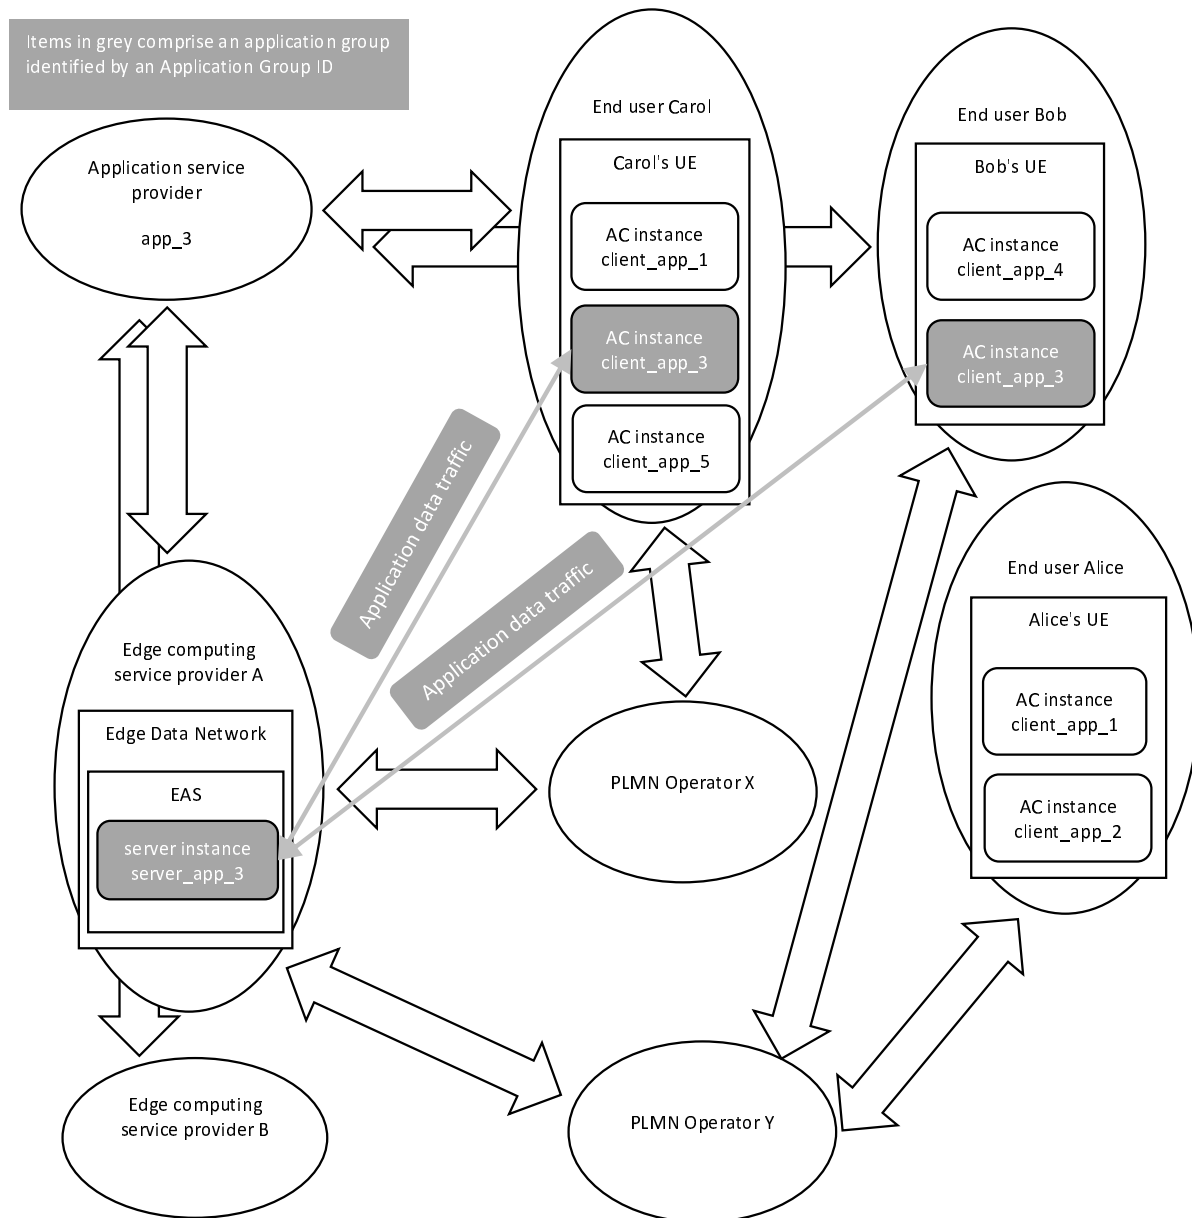 Items in grey comprise an application group
identified by an Application Group ID
Application service
provider
app_3
End user Carol
Carol's UE
AC instance
client_app_1
AC instance
client_app_3
AC instance
client_app_5
End user Bob
Bob's UE
AC instance
client_app_4
AC instance
client_app_3
Application data traffic
Application data traffic
End user Alice
Alice's UE
AC instance
client_app_1
AC instance
client_app_2
Edge computing
service provider A
Edge Data Network
EAS
server instance
server_app_3
PLMN Operator X
Edge computing
service provider B
PLMN Operator Y